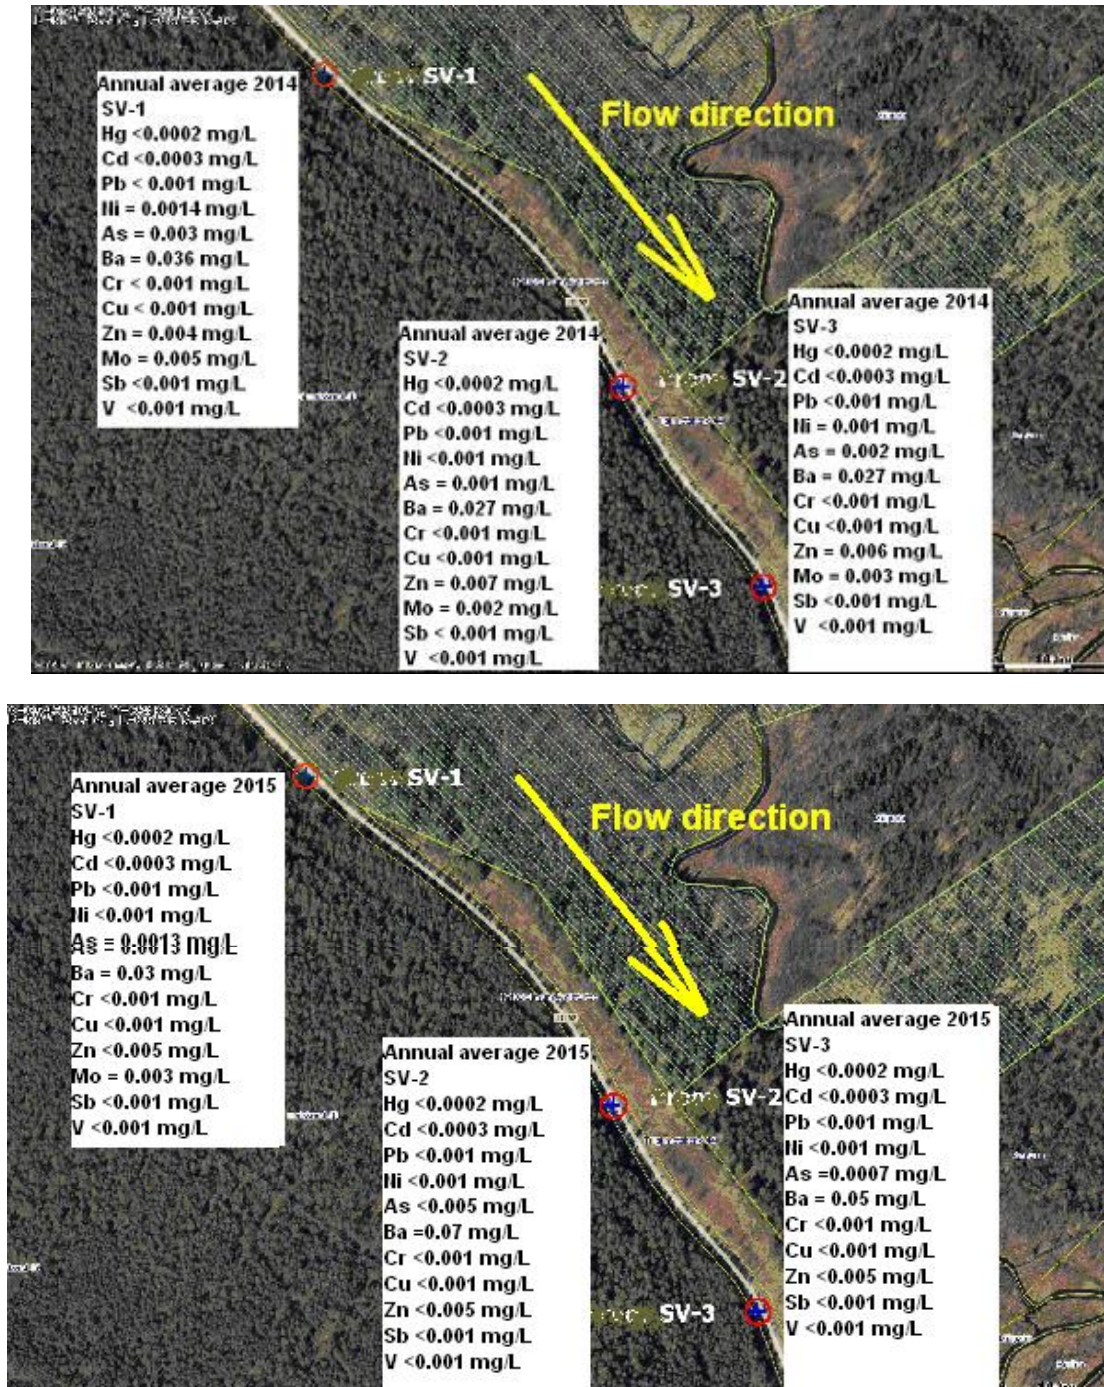 SV-1
Flow direction
Annual average 2014
SV-1
Hg <0.0002 mg/L
Cd <0.0003 mg/L
Pb < 0.001 mg/L
Ni = 0.0014 mg/L
As = 0.003 mg/L
Ba = 0.036 mg/L
Cr < 0.001 mg/L
Cu < 0.001 mg/L
Zn = 0.004 mg/L
Mo = 0.005 mg/L
Sb <0.001 mg/L
V <0.001 mg/L
Annual average 2014
SV-2
Hg <0.0002 mg/L
Cd <0.0003 mg/L
Pb <0.001 mg/L
Ni <0.001 mg/L
As = 0.001 mg/L
Ba = 0.027 mg/L
Cr <0.001 mg/L
Cu <0.001 mg/L
Zn = 0.007 mg/L
Mo = 0.002 mg/L
Sb < 0.001 mg/L
V <0.001 mg/L
SV-2
Annual average 2014
SV-3
Hg <0.0002 mg/L
Cd <0.0003 mg/L
Pb <0.001 mg/L
Ni = 0.001 mg/L
As = 0.002 mg/L
Ba = 0.027 mg/L
Cr <0.001 mg/L
Cu <0.001 mg/L
Zn = 0.006 mg/L
Mo = 0.003 mg/L
Sb <0.001 mg/L
V <0.001 mg/L
SV-3
SV-1
Flow direction
Annual average 2015
SV-1
Hg <0.0002 mg/L
Cd <0.0003 mg/L
Pb <0.001 mg/L
Ni <0.001 mg/L
As = 0.0013 mg/L
Ba = 0.03 mg/L
Cr <0.001 mg/L
Cu <0.001 mg/L
Zn <0.005 mg/L
Mo = 0.003 mg/L
Sb <0.001 mg/L
V <0.001 mg/L
Annual average 2015
SV-2
Hg <0.0002 mg/L
Cd <0.0003 mg/L
Pb <0.001 mg/L
Ni <0.001 mg/L
As <0.005 mg/L
Ba =0.07 mg/L
Cr <0.001 mg/L
Cu <0.001 mg/L
Zn <0.005 mg/L
Sb <0.001 mg/L
V <0.001 mg/L
SV-2
Annual average 2015
SV-3
Hg <0.0002 mg/L
Cd <0.0003 mg/L
Pb <0.001 mg/L
Ni <0.001 mg/L
As =0.0007 mg/L
Ba = 0.05 mg/L
Cr <0.001 mg/L
Cu <0.001 mg/L
Zn <0.005 mg/L
Sb <0.001 mg/L
V <0.001 mg/L
SV-3